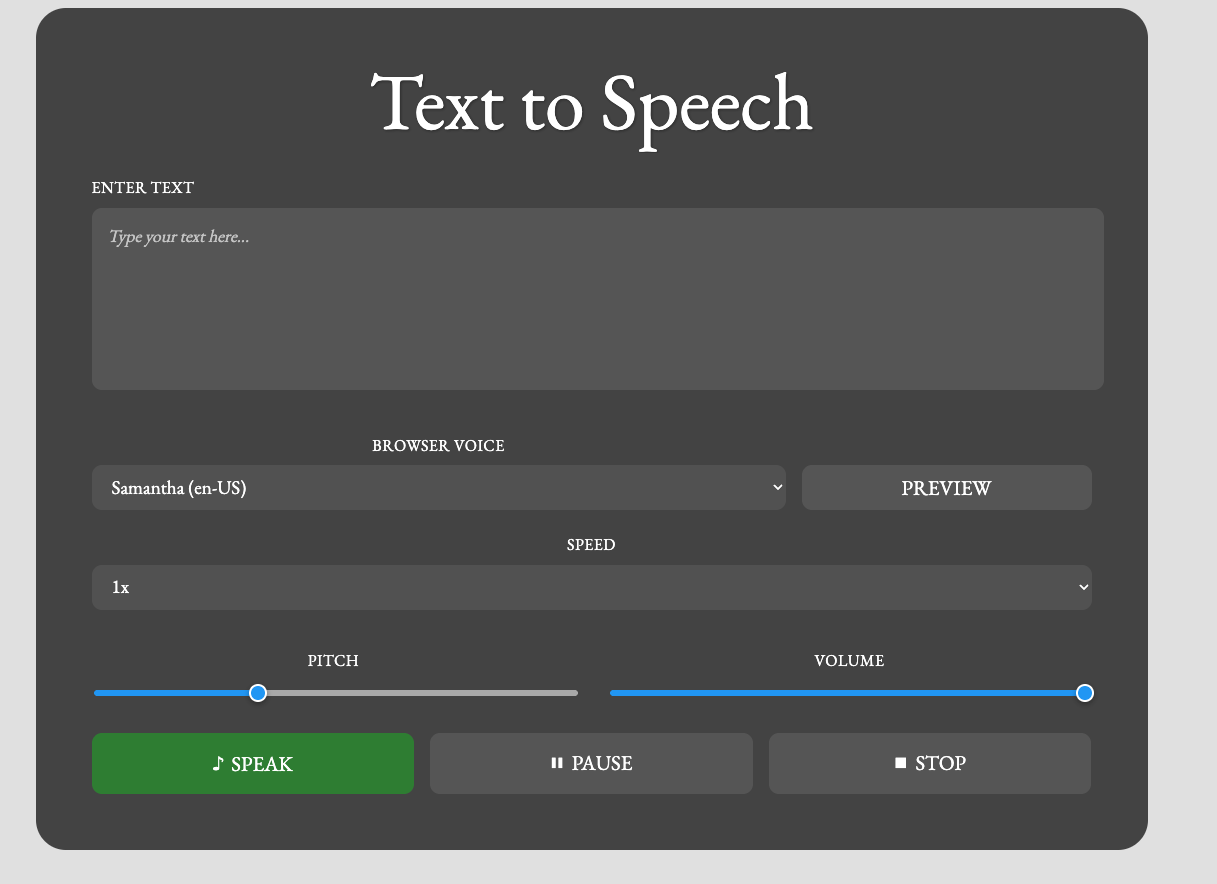 Text to Speech
ENTER TEXT
Type your text here...
BROWSER VOICE
Samantha (en-US)
PREVIEW
SPEED
1x
PITCH
VOLUME
♪ SPEAK
⏸ PAUSE
⏹ STOP